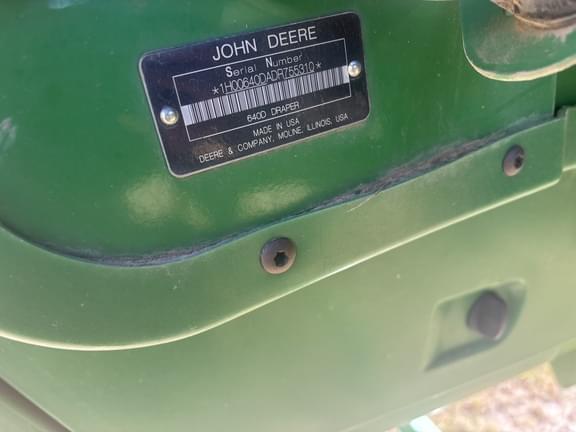 JOHN DEERE
Serial Number
*1H00640DADR755310*
640D DRAPER
MADE IN USA
DEERE & COMPANY, MOLINE, ILLINOIS, USA